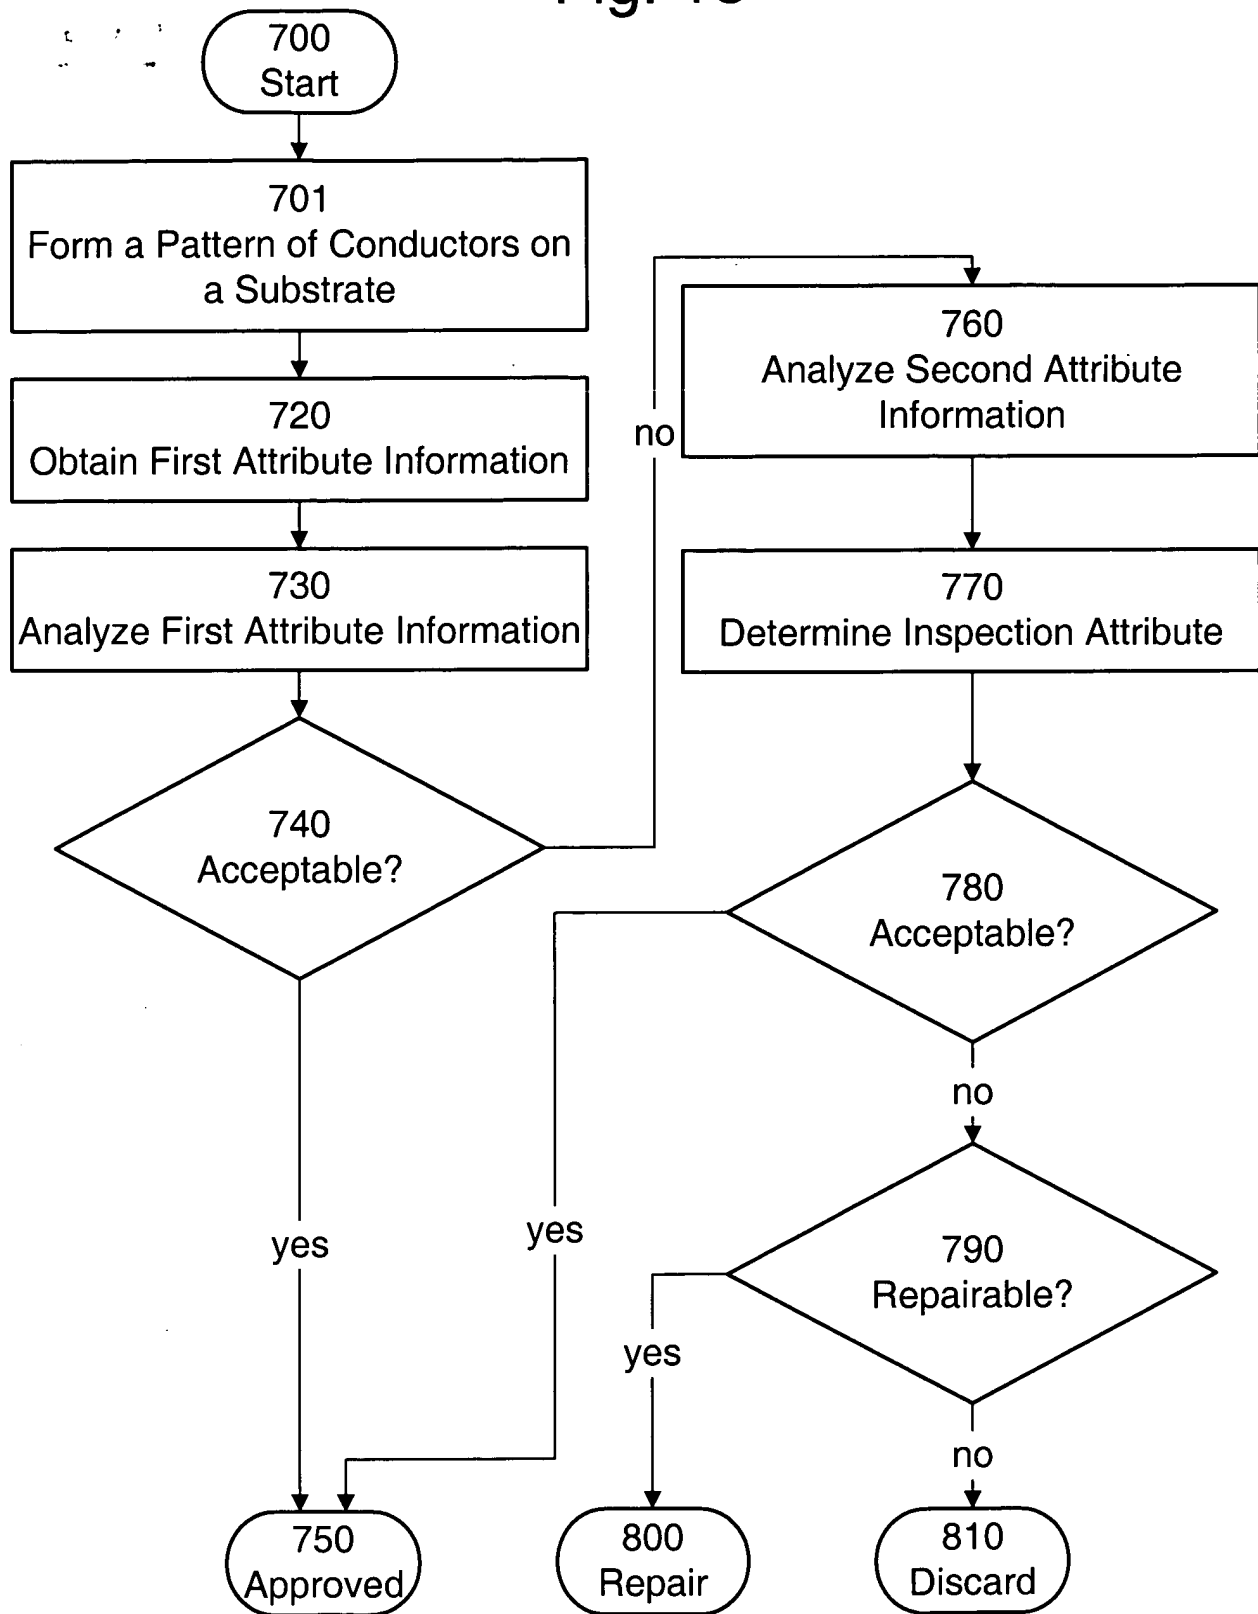 700
Start
701
Form a Pattern of Conductors on
a Substrate
720
Obtain First Attribute Information
730
Analyze First Attribute Information
740
Acceptable?
yes
no
760
Analyze Second Attribute
Information
770
Determine Inspection Attribute
780
Acceptable?
yes
no
790
Repairable?
yes
no
750
Approved
800
Repair
810
Discard